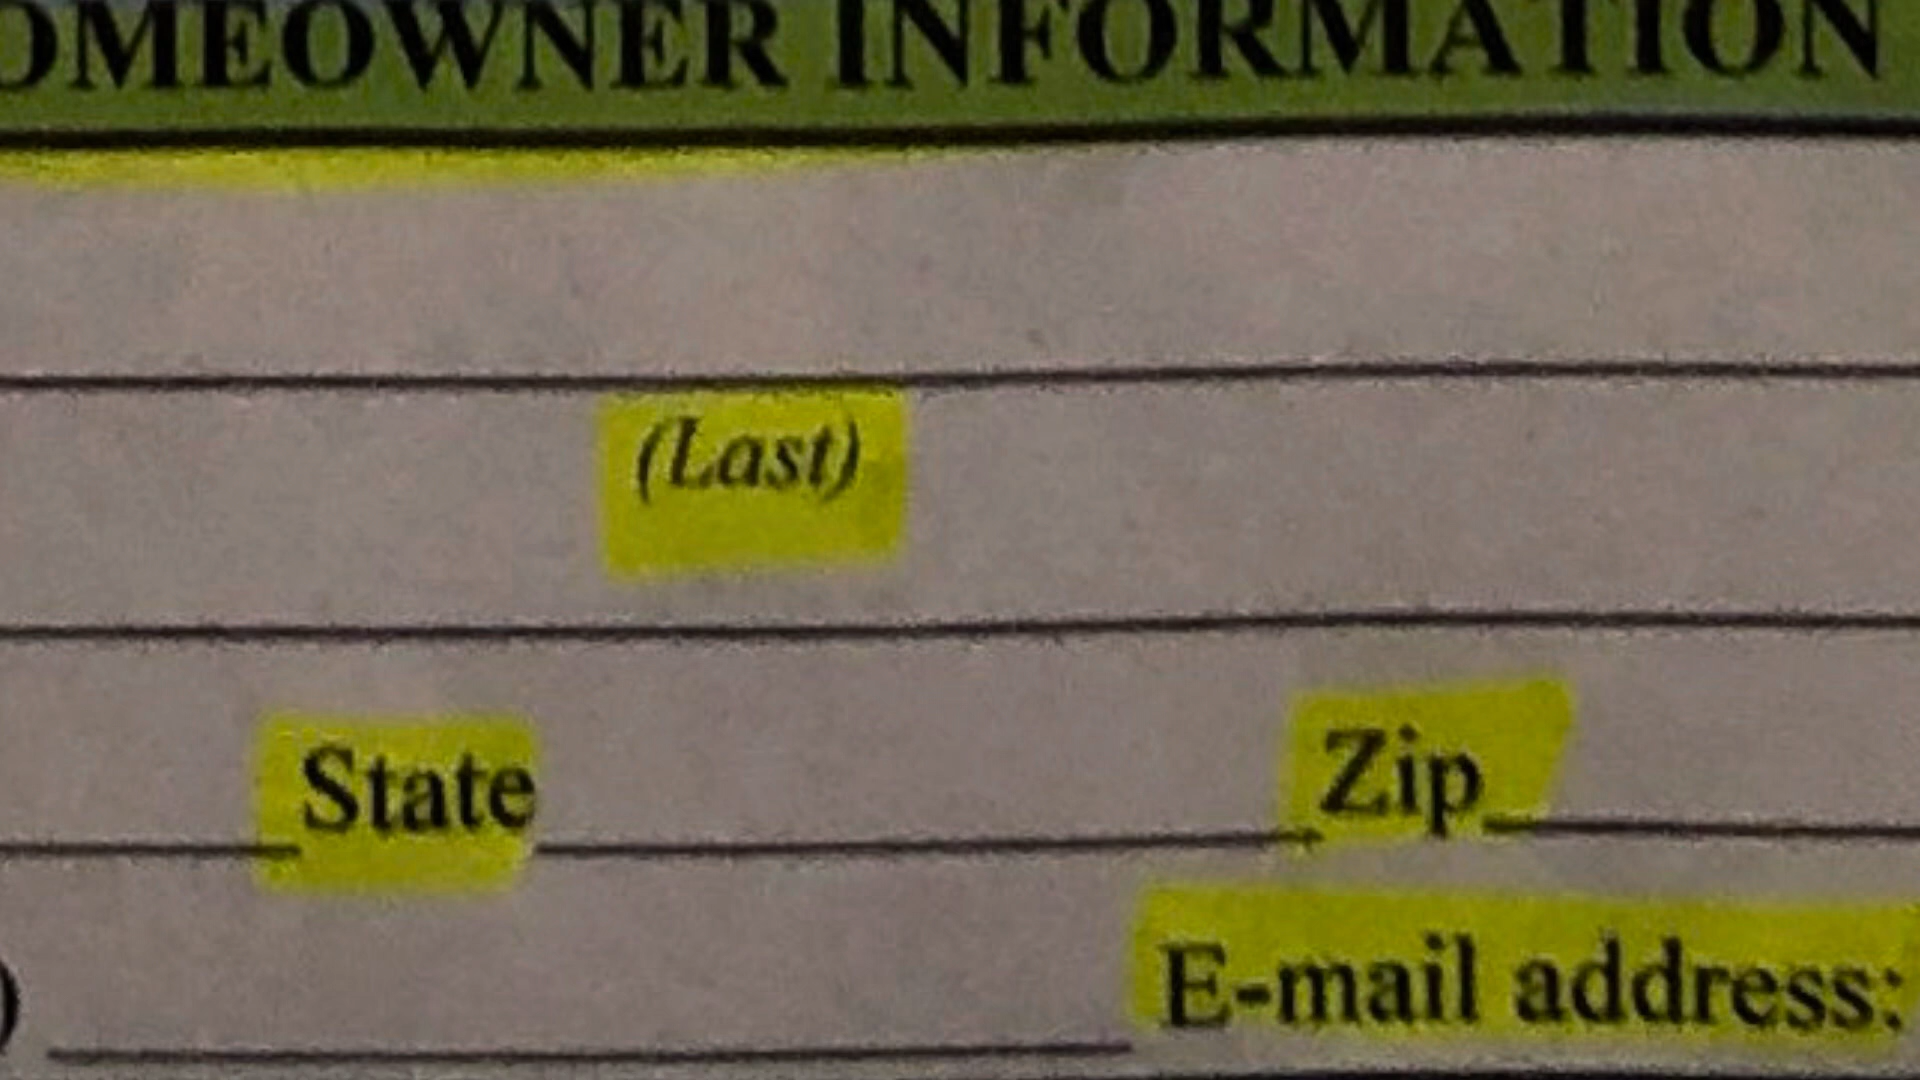 OMEOWNER INFORMATION
(Last)
State Zip
) E-mail address: